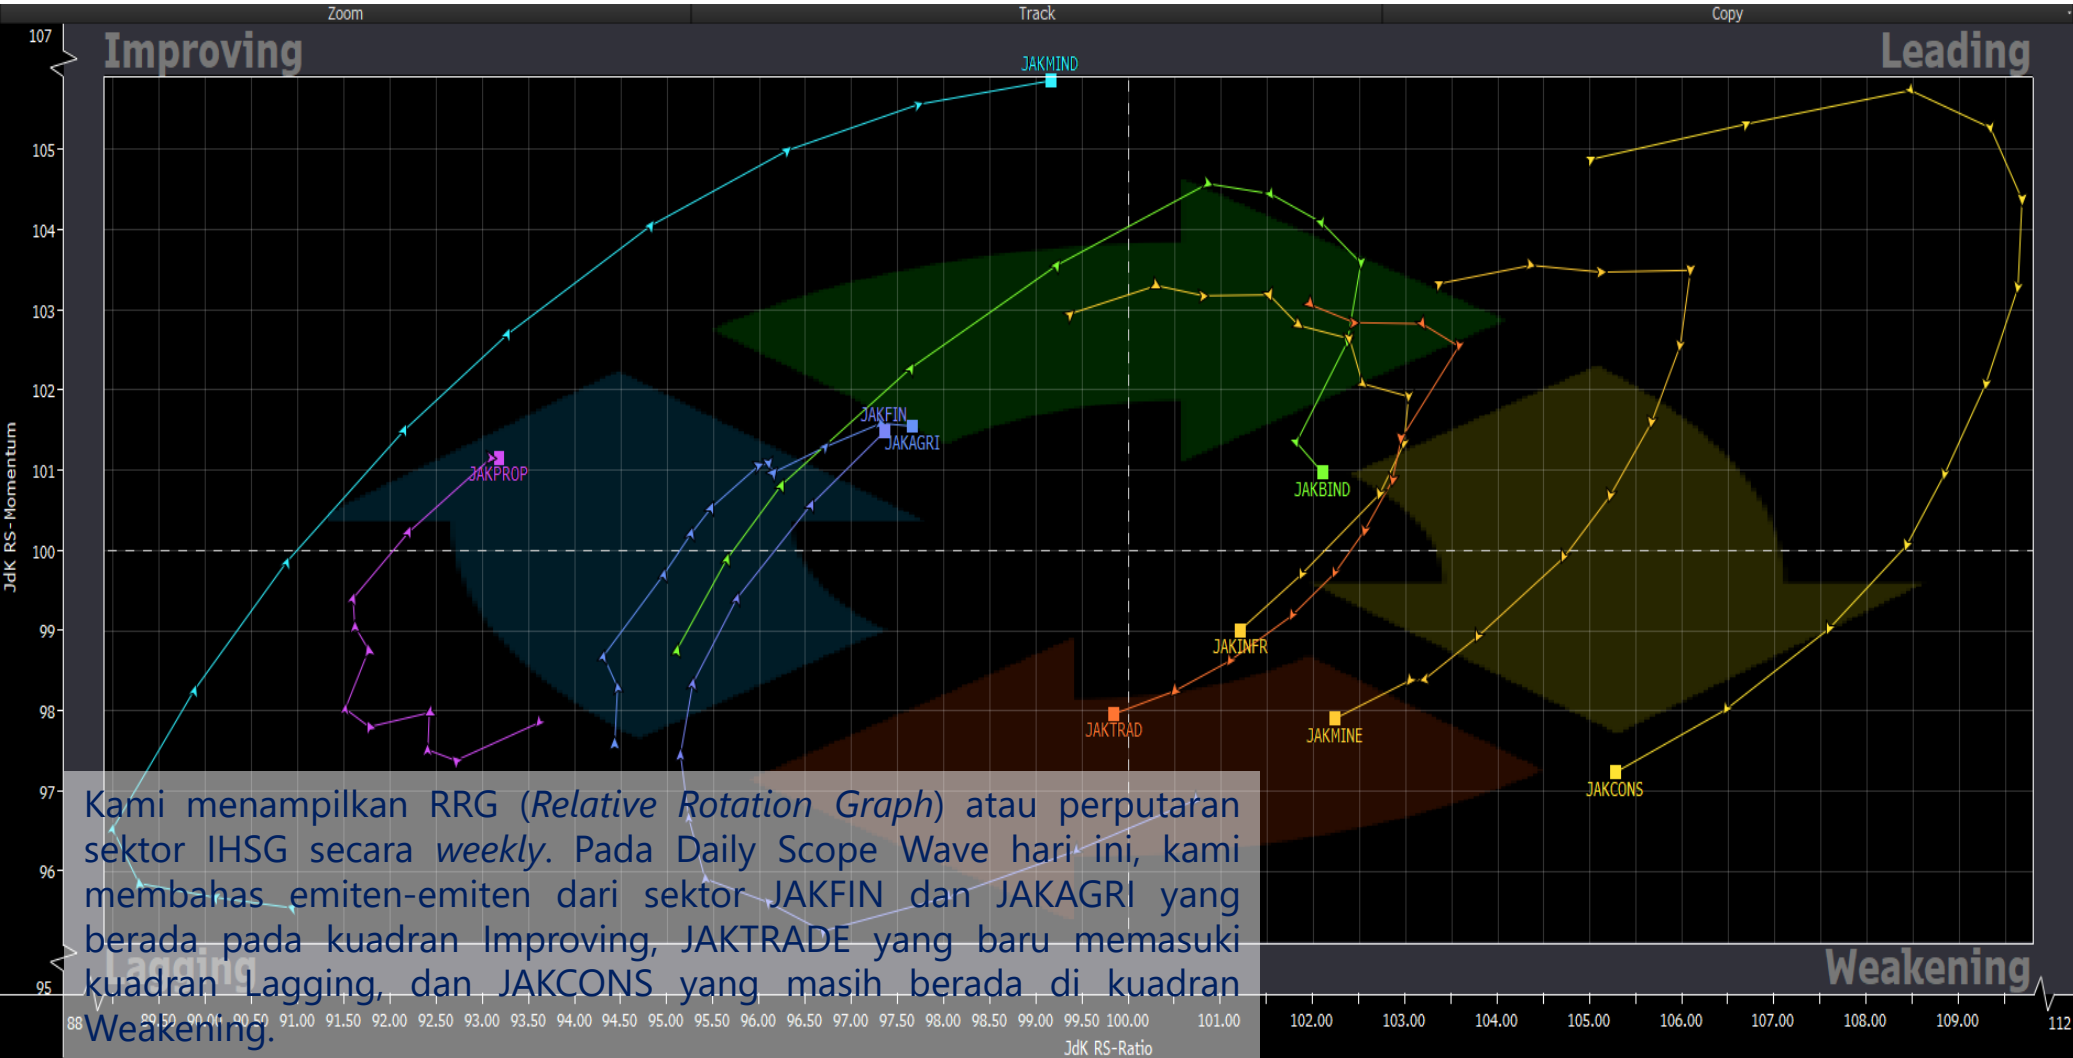 Zoom Track Copy
107
Improving
Leading
JAKMIND
105
104
103
102
JAKFIN
JAKAGRI
101
JAKPROP
JAKBIND
JdK RS-Momentum
100
99
JAKINFR
98
JAKTRAD
JAKMINE
97
JAKCONS
Kami menampilkan RRG (Relative Rotation Graph) atau perputaran
sektor IHSG secara weekly. Pada Daily Scope Wave hari ini, kami
96
membahas emiten-emiten dari sektor JAKFIN dan JAKAGRI yang
berada pada kuadran Improving, JAKTRADE yang baru memasuki
Lagging
Weakening
kuadran Lagging, dan JAKCONS yang masih berada di kuadran
95
Weakening.
88 89.50 90.00 90.50 91.00 91.50 92.00 92.50 93.00 93.50 94.00 94.50 95.00 95.50 96.00 96.50 97.00 97.50 98.00 98.50 99.00 99.50 100.00 101.00 102.00 103.00 104.00 105.00 106.00 107.00 108.00 109.00 112
JdK RS-Ratio